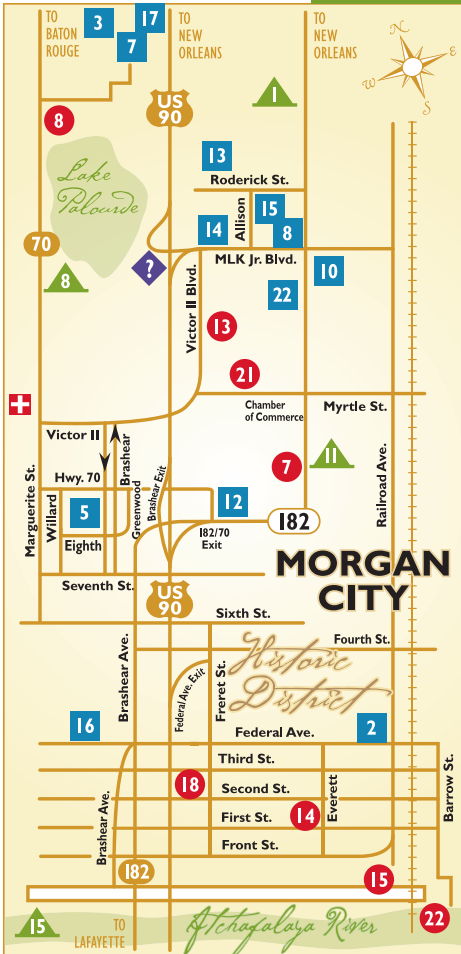 TO
BATON
ROUGE
3
17
7
TO
NEW
ORLEANS
TO
NEW
ORLEANS
N
E
W
S
US
90
1
8
Lake
Palourde
13
Roderick St.
Allison
15
14
8
70
8
?
MLK Jr. Blvd.
10
22
Victor II Blvd.
13
21
Chamber
of Commerce
Myrtle St.
Victor II
Brashear
7
11
Hwy. 70
Greenwood
Brashear Exit
Railroad Ave.
Marguerite St.
Willard
5
12
182
Eighth
182/70
Exit
MORGAN
CITY
Seventh St.
US
90
Sixth St.
Fourth St.
Brashear Ave.
Federal Ave. Exit
Freret St.
Historic
District
16
Federal Ave.
2
Third St.
18
Second St.
Everett
Barrow St.
Brashear Ave.
First St.
14
Front St.
182
15
22
15
TO
LAFAYETTE
Atchafalaya River